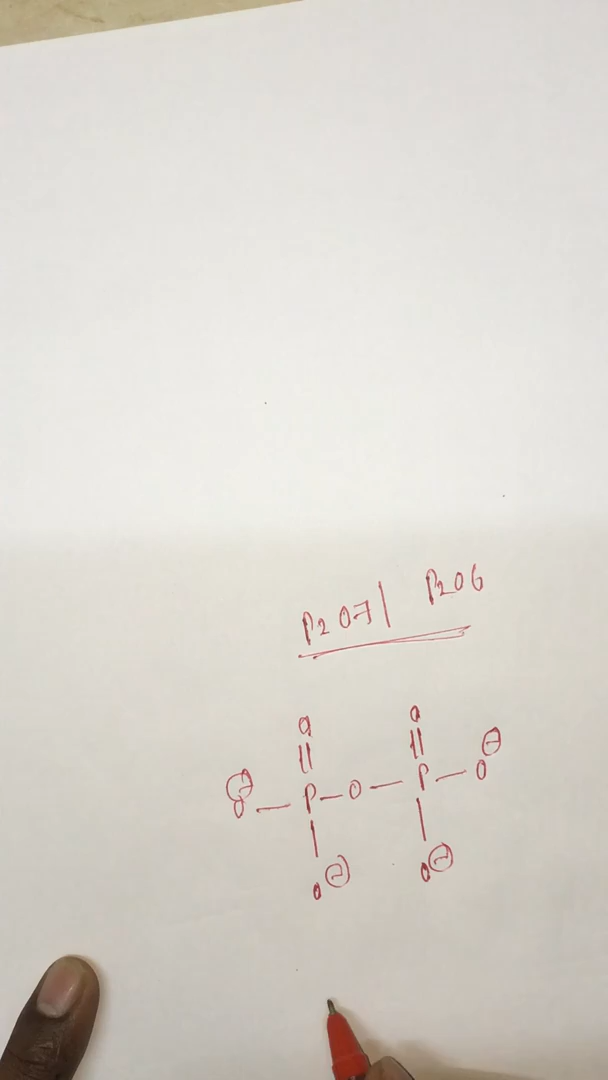 P2O7| P2O6
O O
|| ||
⊖O — P — O — P — O⊖
| |
O⊖ O⊖